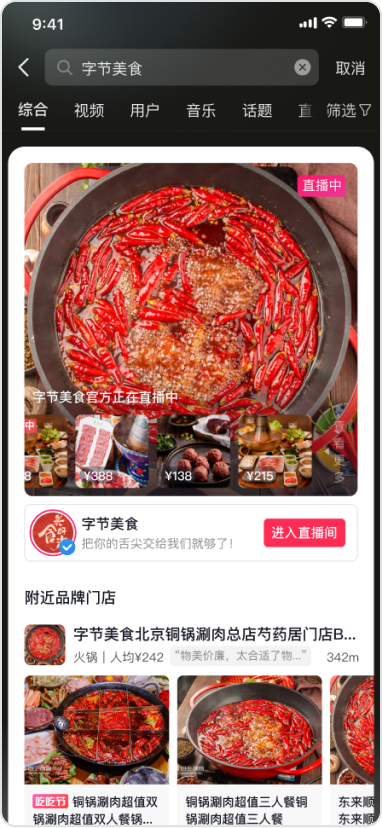 9:41
字节美食
取消
综合 视频 用户 音乐 话题 直 筛选
直播中
字节美食官方正在直播中
中
8
¥388
¥138
¥215
看更多
字节美食
把你的舌尖交给我们就够了！
进入直播间
附近品牌门店
字节美食北京铜锅涮肉总店芍药居门店B...
火锅 | 人均¥242 “物美价廉，太合适了物...” 342m
吃吃节 铜锅涮肉超值双
锅涮肉超值双人餐锅...
铜锅涮肉超值三人餐铜
锅涮肉超值三人餐
东来顺
东来顺